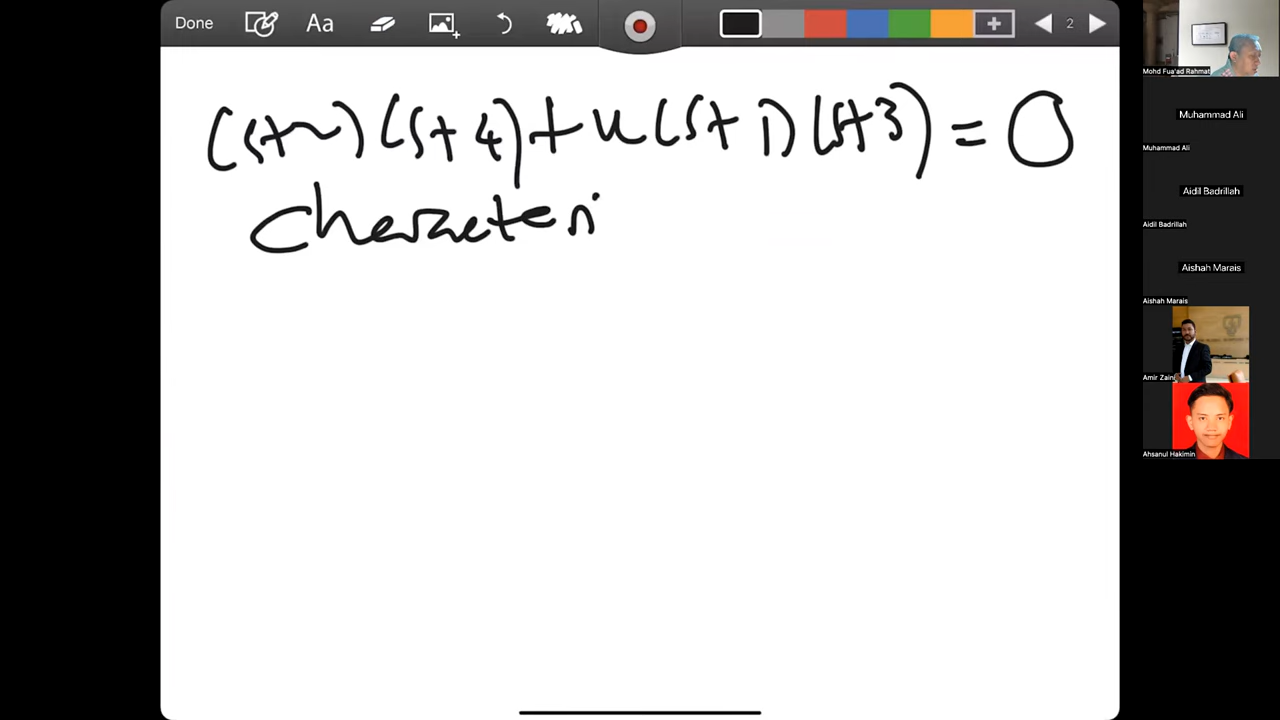 Done Aa 2
(s+2)(s+4)+k(s+1)(s+3) = 0
Characteri
Mohd Fua'ad Rahmat
Muhammad Ali
Muhammad Ali
Aidil Badrillah
Aidil Badrillah
Aishah Marais
Aishah Marais
Amir Zaini
Ahsanul Hakimin